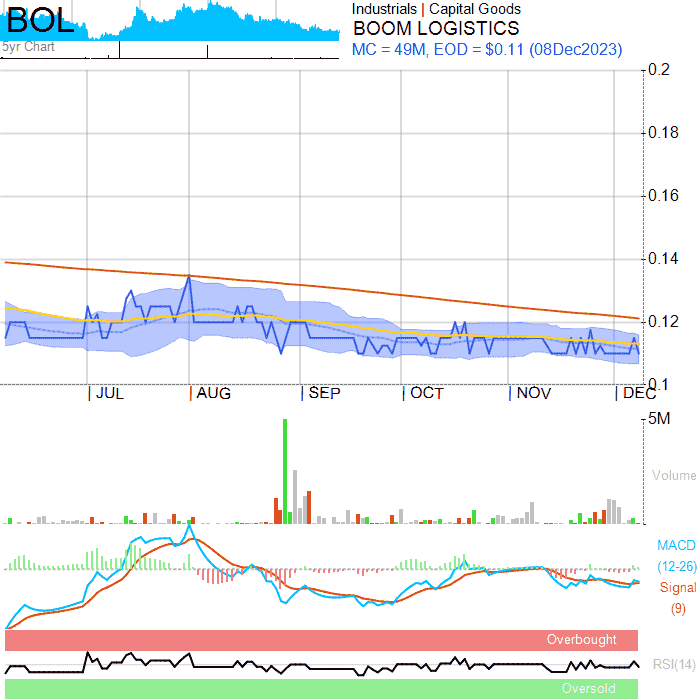 BOL
5yr Chart
Industrials | Capital Goods
BOOM LOGISTICS
MC = 49M, EOD = $0.11 (08Dec2023)
0.2
0.18
0.16
0.14
0.12
0.1
JUL AUG SEP OCT NOV DEC
5M
Volume
MACD
(12-26)
Signal
(9)
Overbought
RSI(14)
Oversold